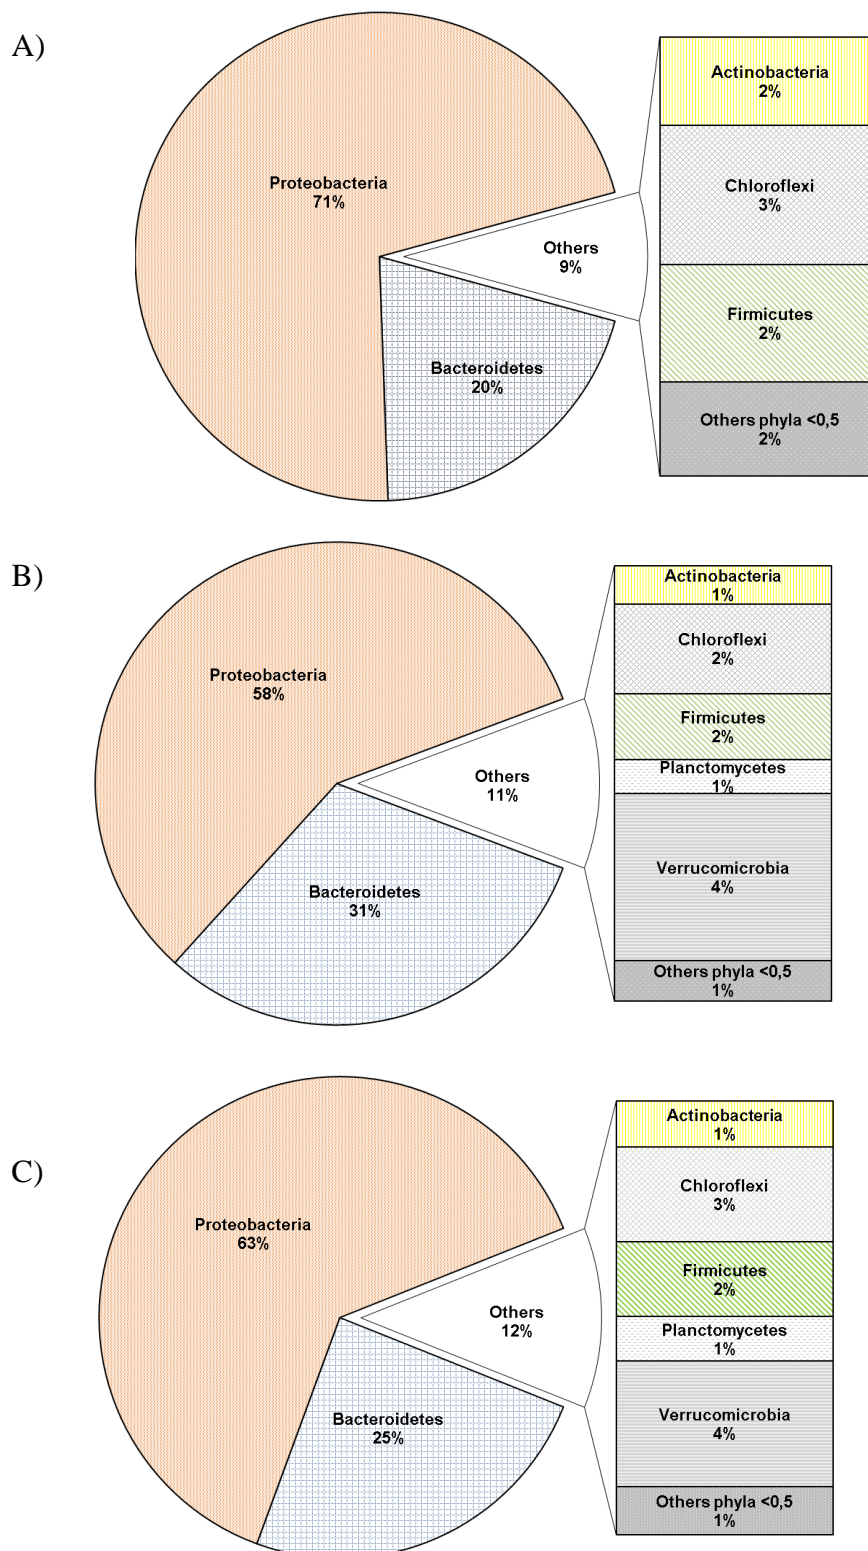 A)
Proteobacteria
71%
Others
9%
Bacteroidetes
20%
Actinobacteria
2%
Chloroflexi
3%
Firmicutes
2%
Others phyla <0,5
2%
B)
Proteobacteria
58%
Others
11%
Bacteroidetes
31%
Actinobacteria
1%
Chloroflexi
2%
Firmicutes
2%
Planctomycetes
1%
Verrucomicrobia
4%
Others phyla <0,5
1%
C)
Proteobacteria
63%
Others
12%
Bacteroidetes
25%
Actinobacteria
1%
Chloroflexi
3%
Firmicutes
2%
Planctomycetes
1%
Verrucomicrobia
4%
Others phyla <0,5
1%